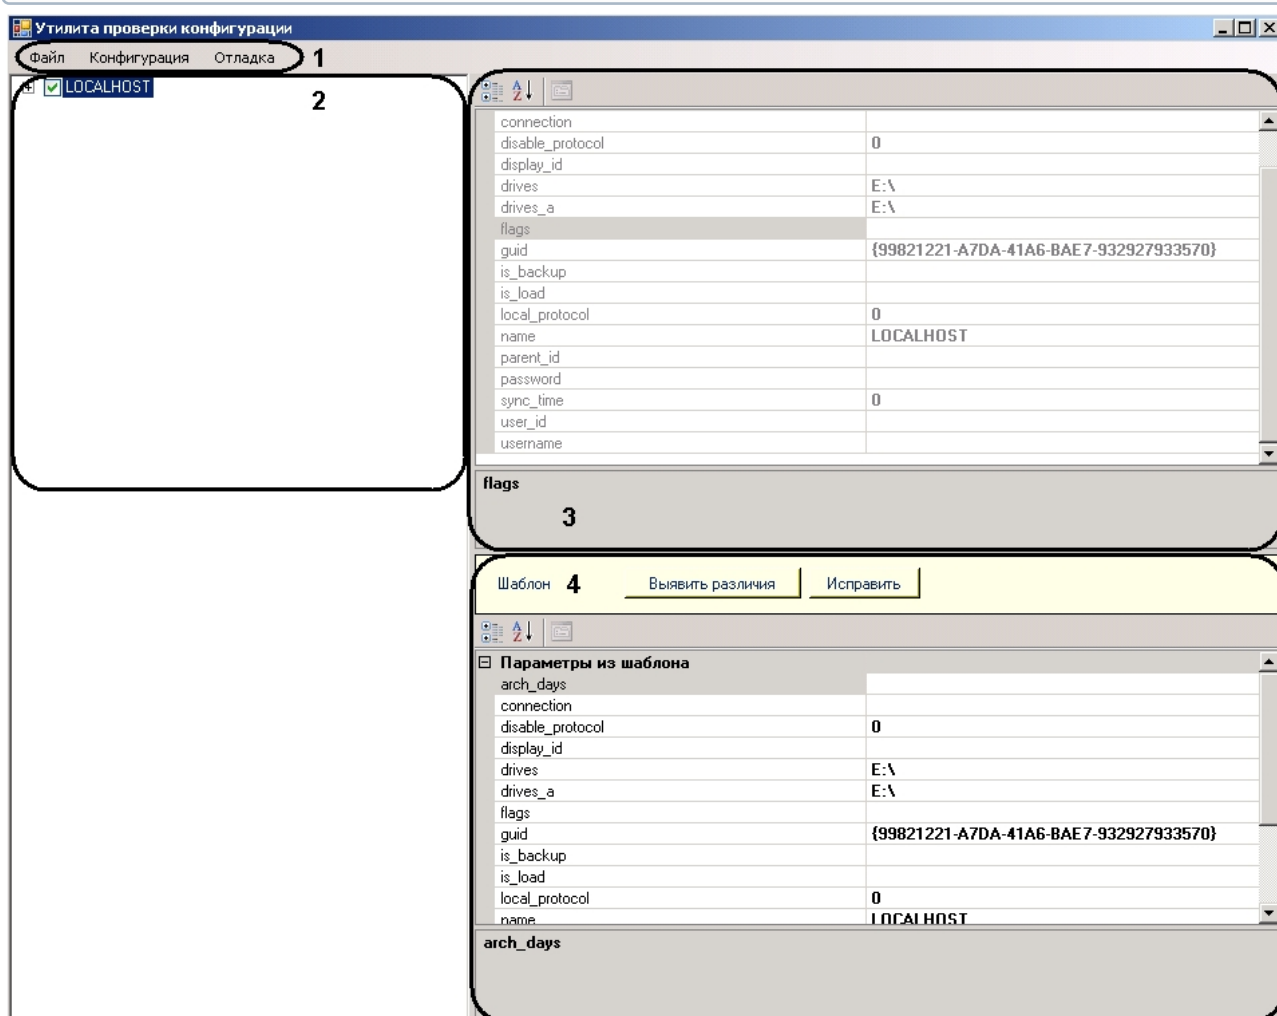 Утилита проверки конфигурации
Файл Конфигурация Отладка 1
LOCALHOST
2
connection
disable_protocol 0
display_id
drives E:\
drives_a E:\
flags
guid {99821221-A7DA-41A6-BAE7-932927933570}
is_backup
is_load
local_protocol 0
name LOCALHOST
parent_id
password
sync_time 0
user_id
username
flags
3
Шаблон 4 Выявить различия Исправить
Параметры из шаблона
arch_days
connection
disable_protocol 0
display_id
drives E:\
drives_a E:\
flags
guid {99821221-A7DA-41A6-BAE7-932927933570}
is_backup
is_load
local_protocol 0
name LOCALHOST
arch_days